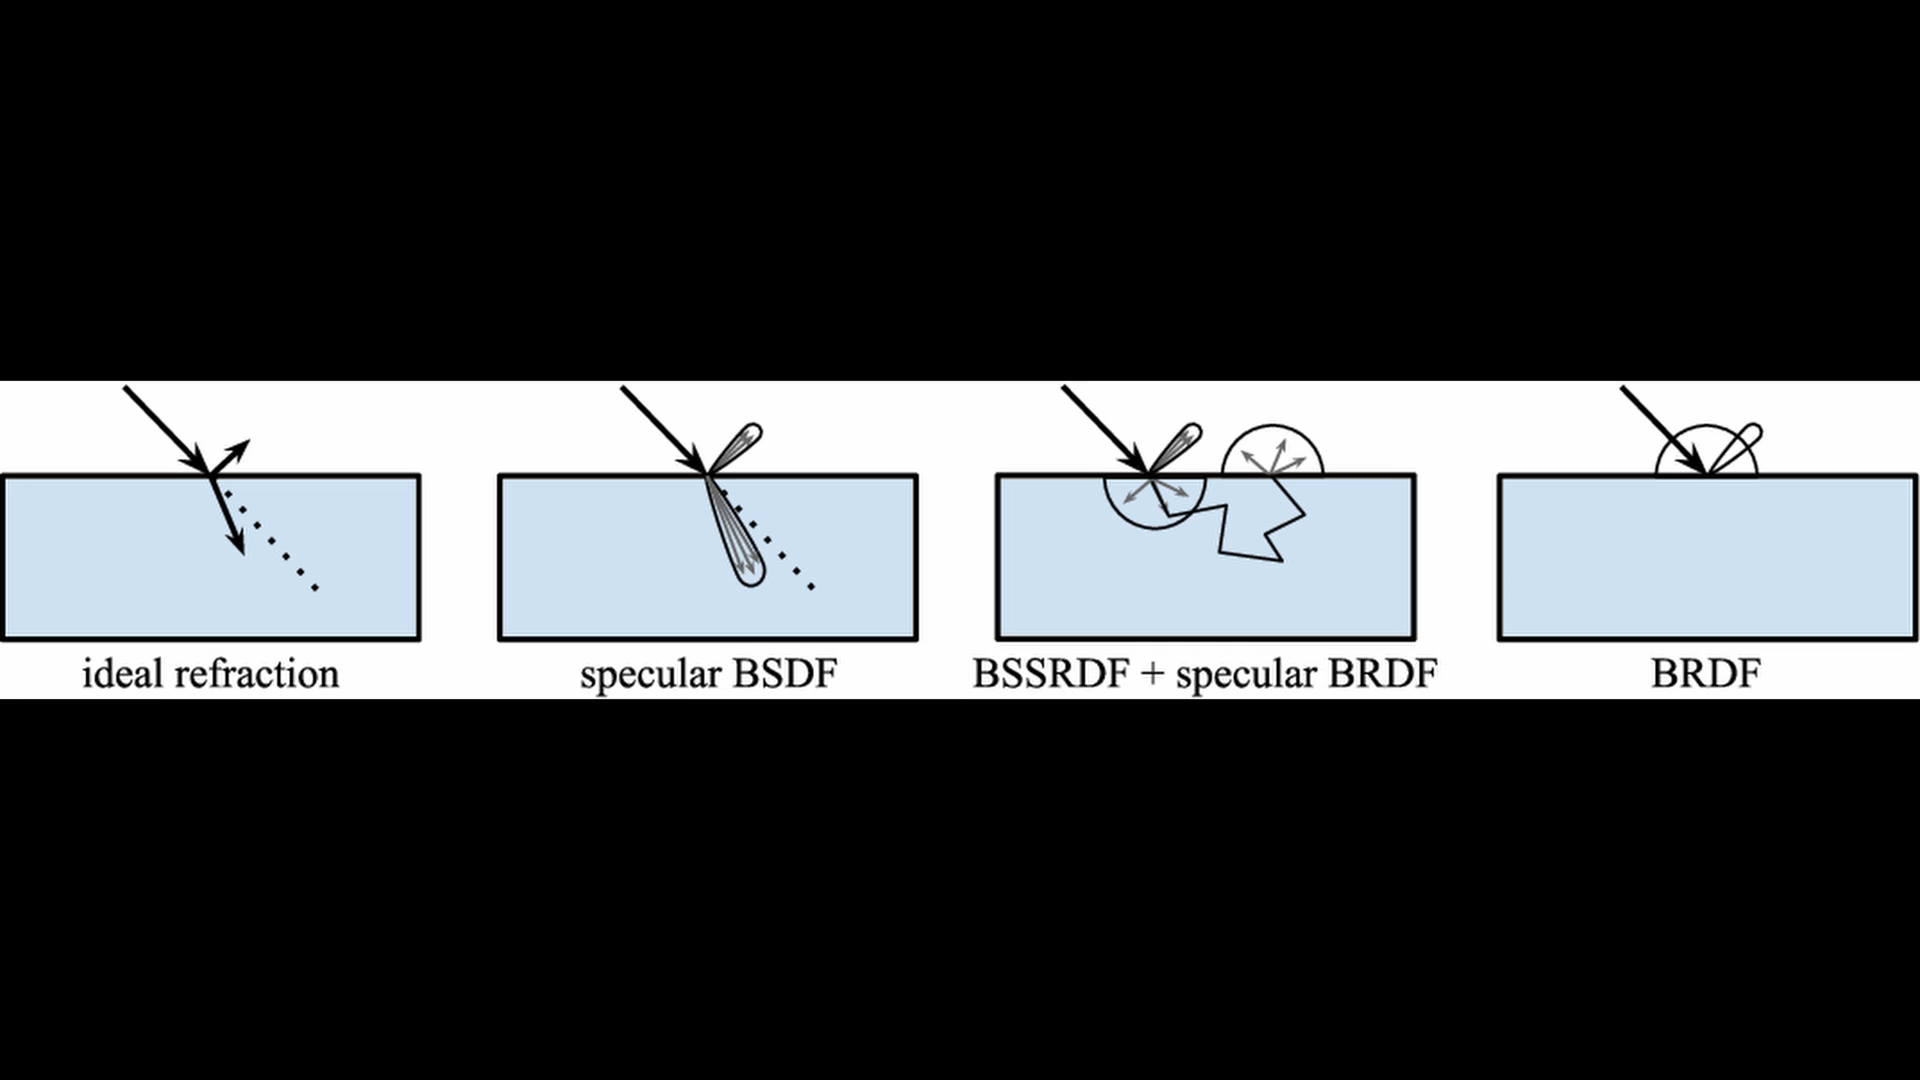 ideal refraction
specular BSDF
BSSRDF + specular BRDF
BRDF